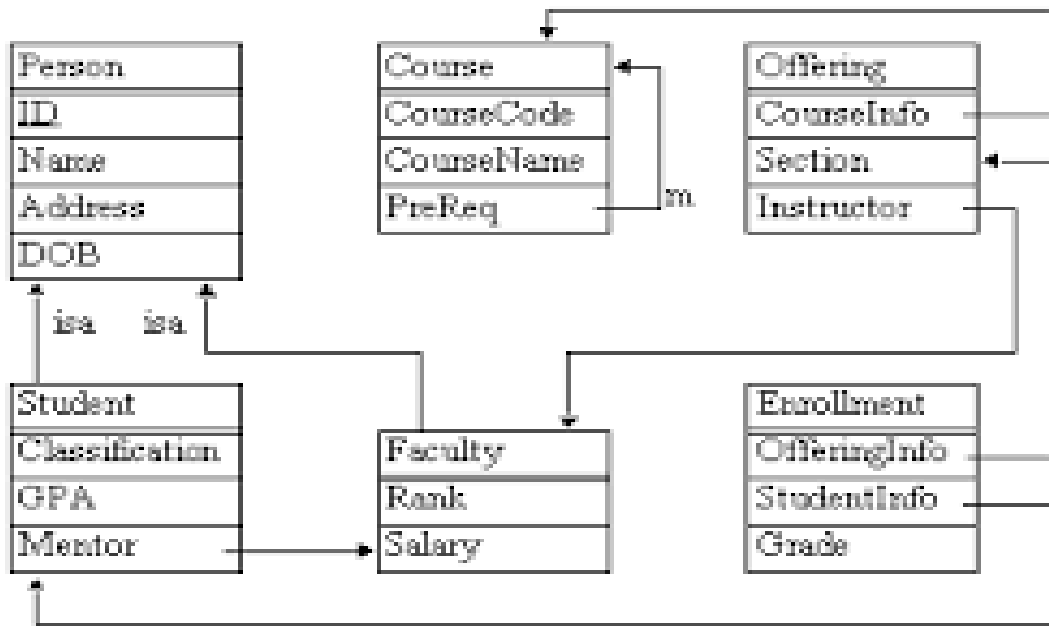 Person
ID
Name
Address
DOB
Course
CourseCode
CourseName
PreReq
m
Offering
CourseInfo
Section
Instructor
isa
isa
Student
Classification
GPA
Mentor
Faculty
Rank
Salary
Enrollment
OfferingInfo
StudentInfo
Grade